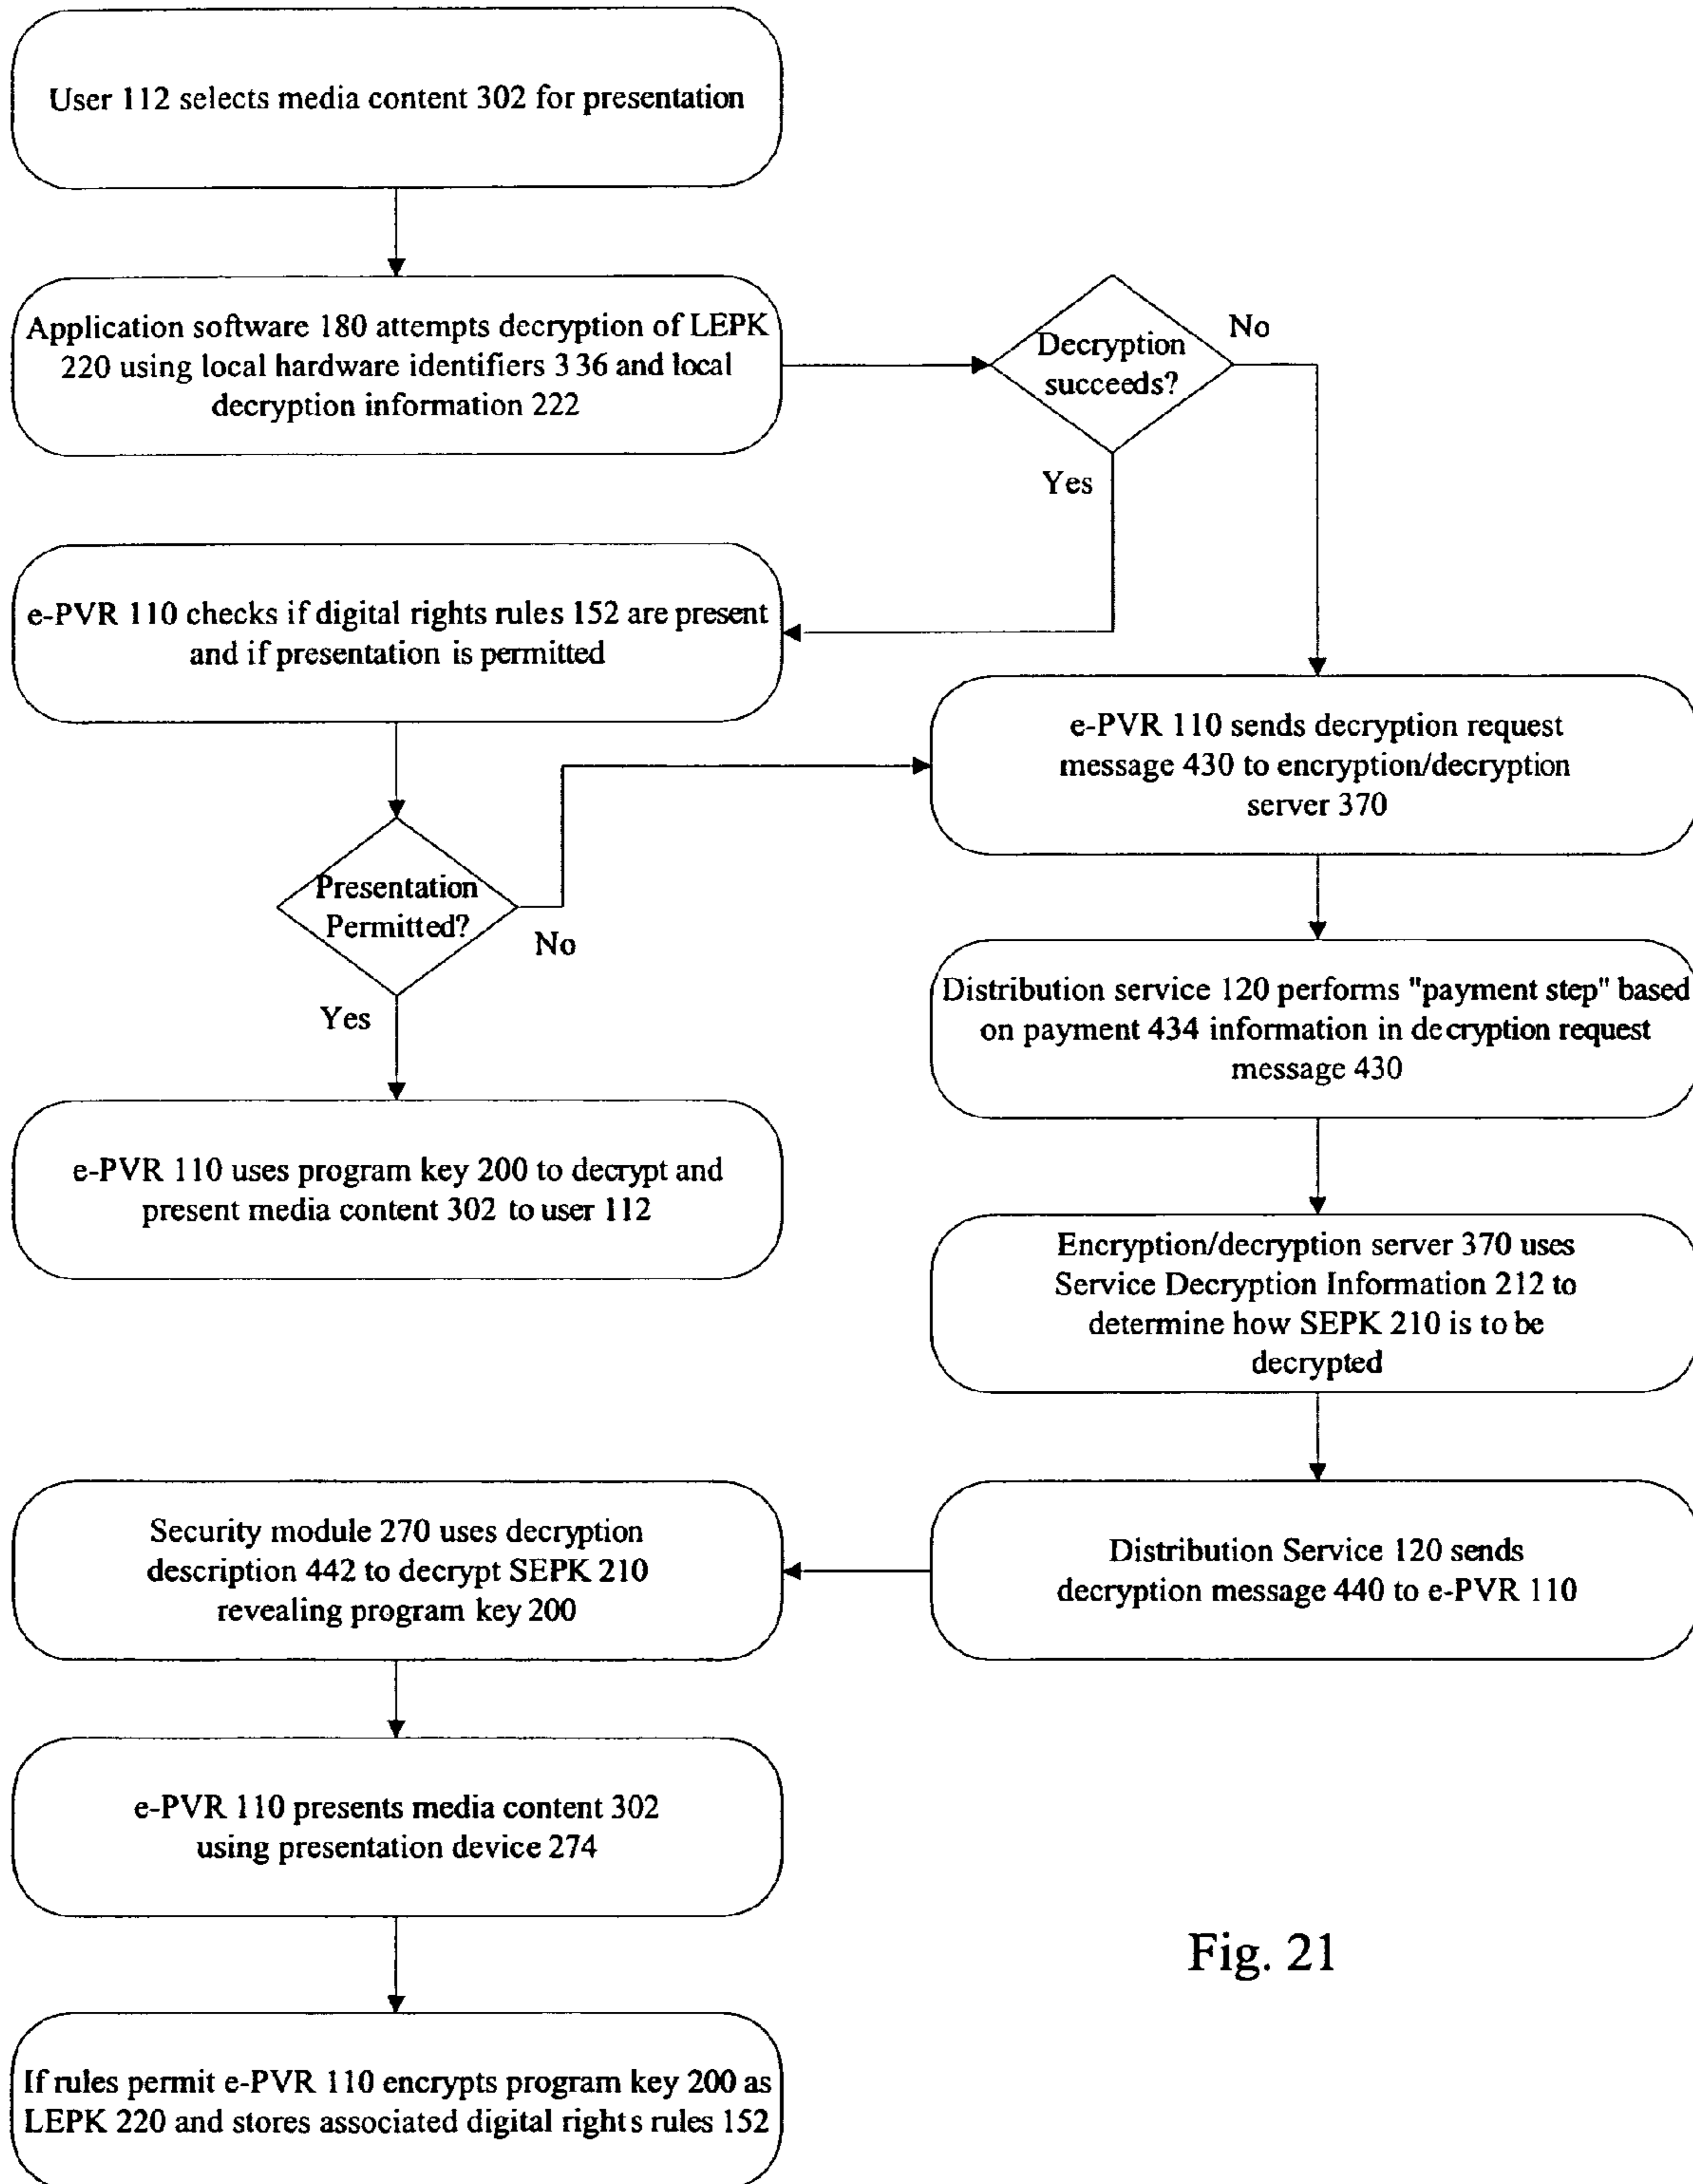 User 112 selects media content 302 for presentation
Application software 180 attempts decryption of LEPK
220 using local hardware identifiers 336 and local
decryption information 222
Decryption
succeeds?
No
Yes
e-PVR 110 checks if digital rights rules 152 are present
and if presentation is permitted
e-PVR 110 sends decryption request
message 430 to encryption/decryption
server 370
Presentation
Permitted?
No
Yes
Distribution service 120 performs "payment step" based
on payment 434 information in decryption request
message 430
e-PVR 110 uses program key 200 to decrypt and
present media content 302 to user 112
Encryption/decryption server 370 uses
Service Decryption Information 212 to
determine how SEPK 210 is to be
decrypted
Distribution Service 120 sends
decryption message 440 to e-PVR 110
Security module 270 uses decryption
description 442 to decrypt SEPK 210
revealing program key 200
e-PVR 110 presents media content 302
using presentation device 274
If rules permit e-PVR 110 encrypts program key 200 as
LEPK 220 and stores associated digital rights rules 152
Fig. 21